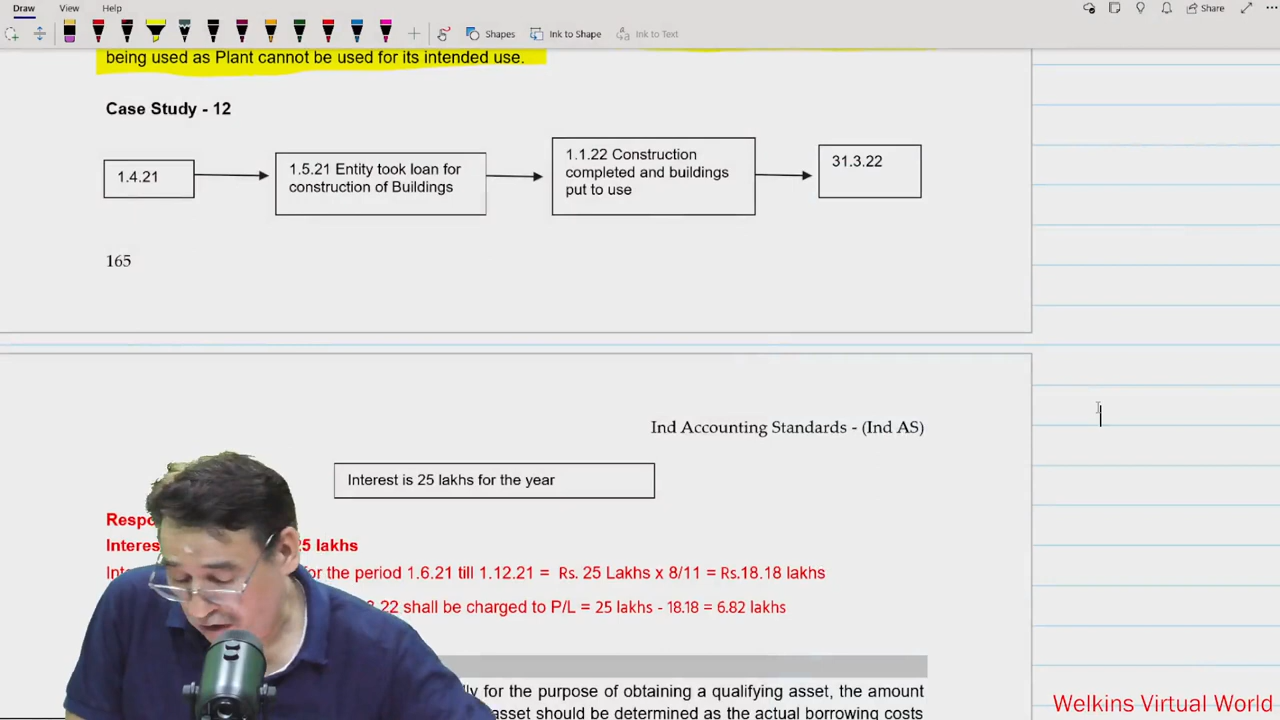 Draw View Help
Share
Shapes Ink to Shape Ink to Text
being used as Plant cannot be used for its intended use.
Case Study - 12
1.4.21
1.5.21 Entity took loan for
construction of Buildings
1.1.22 Construction
completed and buildings
put to use
31.3.22
165
Ind Accounting Standards - (Ind AS)
Interest is 25 lakhs for the year
lakhs
for the period 1.6.21 till 1.12.21 = Rs. 25 Lakhs x 8/11 = Rs.18.18 lakhs
22 shall be charged to P/L = 25 lakhs - 18.18 = 6.82 lakhs
for the purpose of obtaining a qualifying asset, the amount
asset should be determined as the actual borrowing costs
Welkins Virtual World